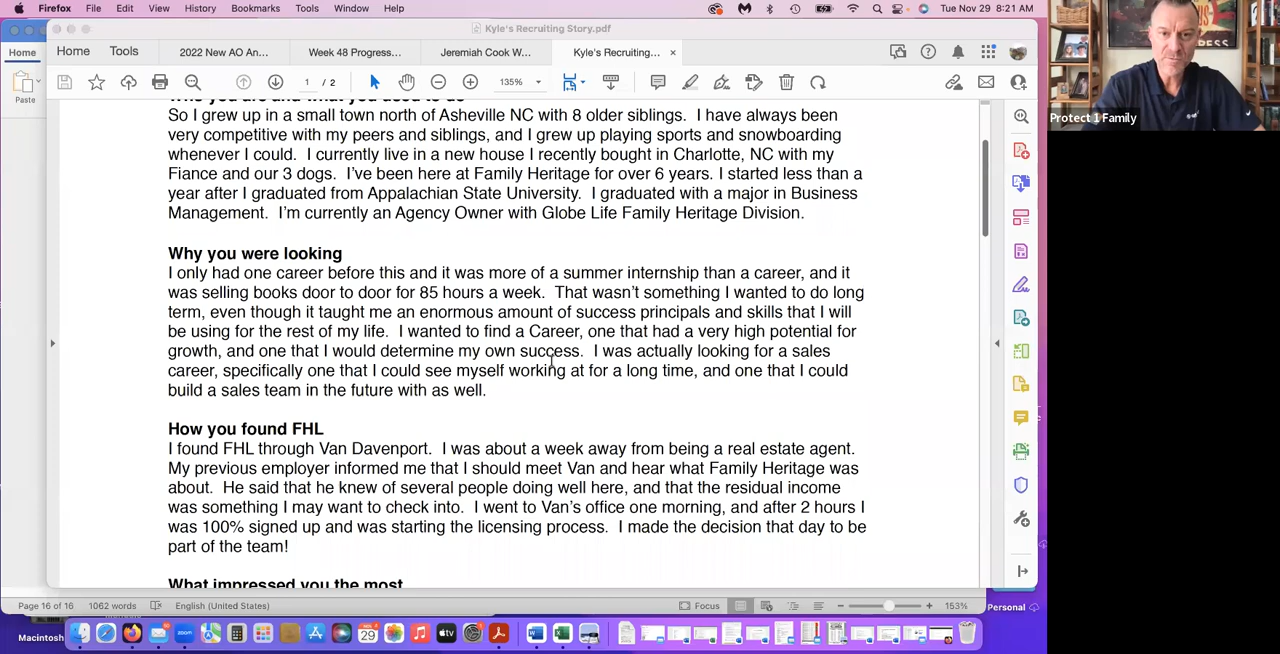 Firefox File Edit View History Bookmarks Tools Window Help Tue Nov 29 8:21 AM
Kyle's Recruiting Story.pdf
Home
Home Tools 2022 New AO An... Week 48 Progress... Jeremiah Cook W... Kyle's Recruiting... ×
1 / 2 135%
Paste
So I grew up in a small town north of Asheville NC with 8 older siblings. I have always been
very competitive with my peers and siblings, and I grew up playing sports and snowboarding
whenever I could. I currently live in a new house I recently bought in Charlotte, NC with my
Fiance and our 3 dogs. I've been here at Family Heritage for over 6 years. I started less than a
year after I graduated from Appalachian State University. I graduated with a major in Business
Management. I'm currently an Agency Owner with Globe Life Family Heritage Division.
Why you were looking
I only had one career before this and it was more of a summer internship than a career, and it
was selling books door to door for 85 hours a week. That wasn't something I wanted to do long
term, even though it taught me an enormous amount of success principals and skills that I will
be using for the rest of my life. I wanted to find a Career, one that had a very high potential for
growth, and one that I would determine my own success. I was actually looking for a sales
career, specifically one that I could see myself working at for a long time, and one that I could
build a sales team in the future with as well.
How you found FHL
I found FHL through Van Davenport. I was about a week away from being a real estate agent.
My previous employer informed me that I should meet Van and hear what Family Heritage was
about. He said that he knew of several people doing well here, and that the residual income
was something I may want to check into. I went to Van's office one morning, and after 2 hours I
was 100% signed up and was starting the licensing process. I made the decision that day to be
part of the team!
What impressed you the most
Page 16 of 16 1062 words English (United States) Focus 153%
Personal
Macintosh
Protect 1 Family